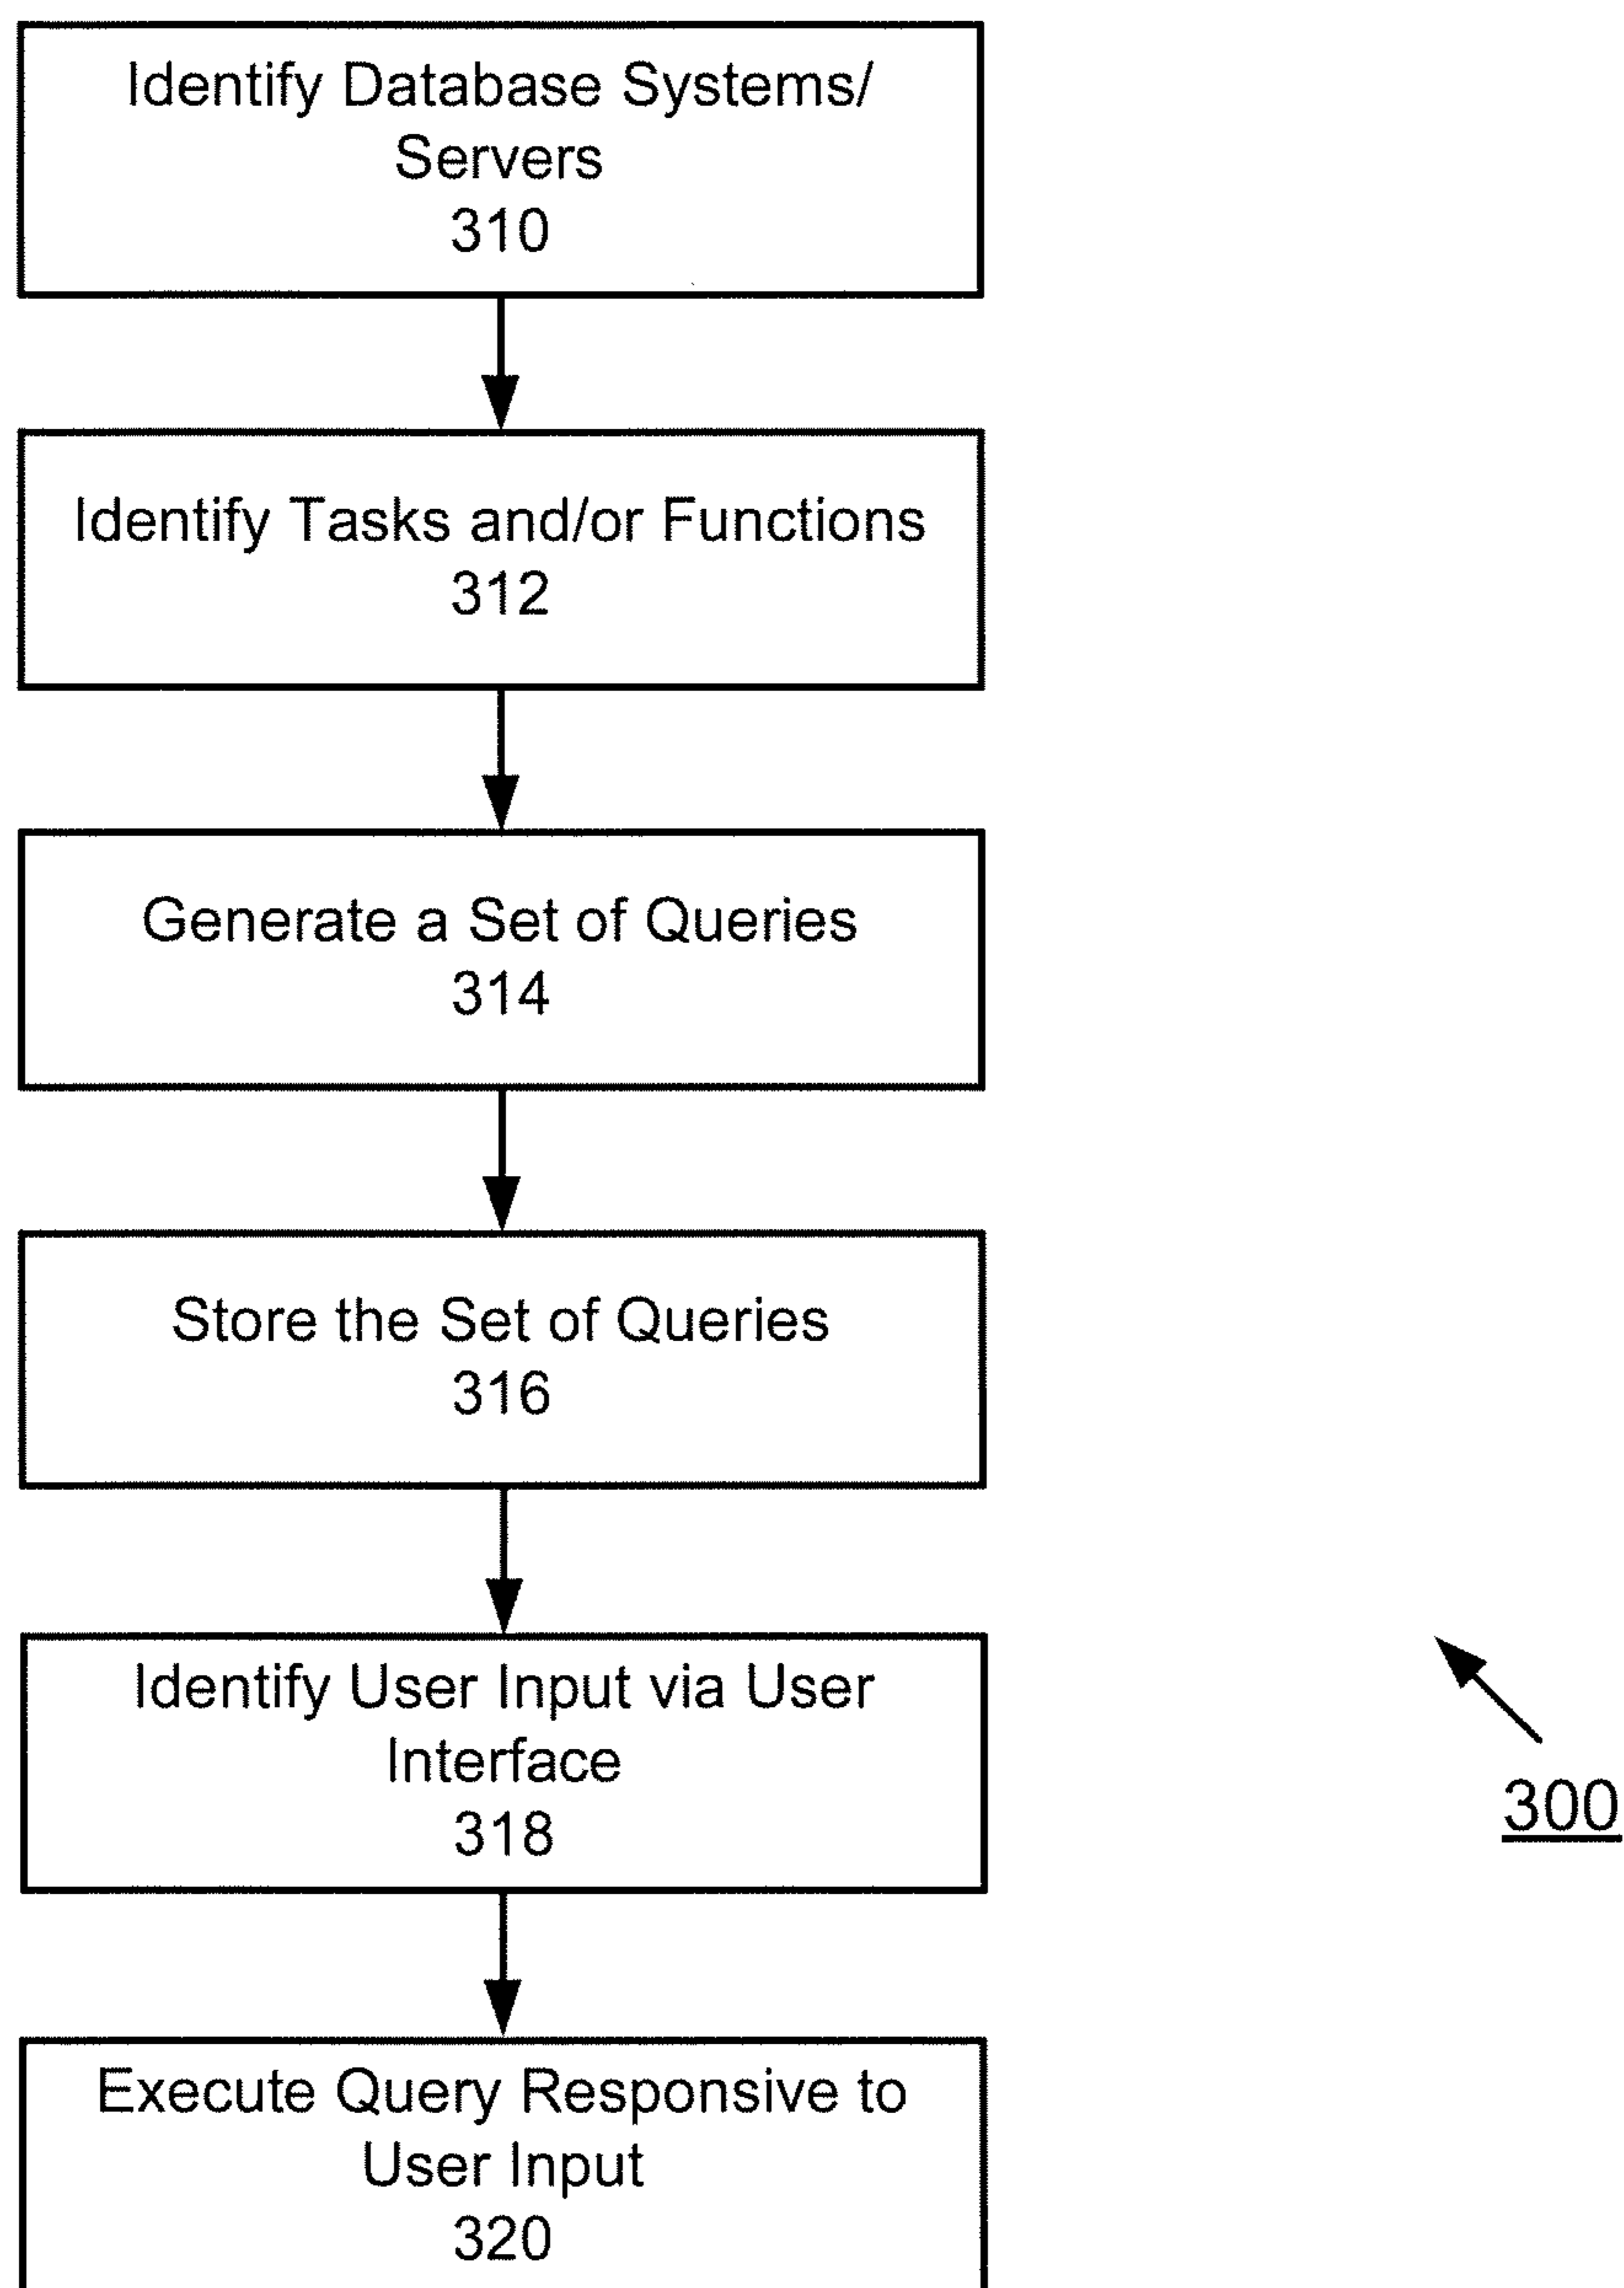 Identify Database Systems/
Servers
310
Identify Tasks and/or Functions
312
Generate a Set of Queries
314
Store the Set of Queries
316
Identify User Input via User
Interface
318
300
Execute Query Responsive to
User Input
320